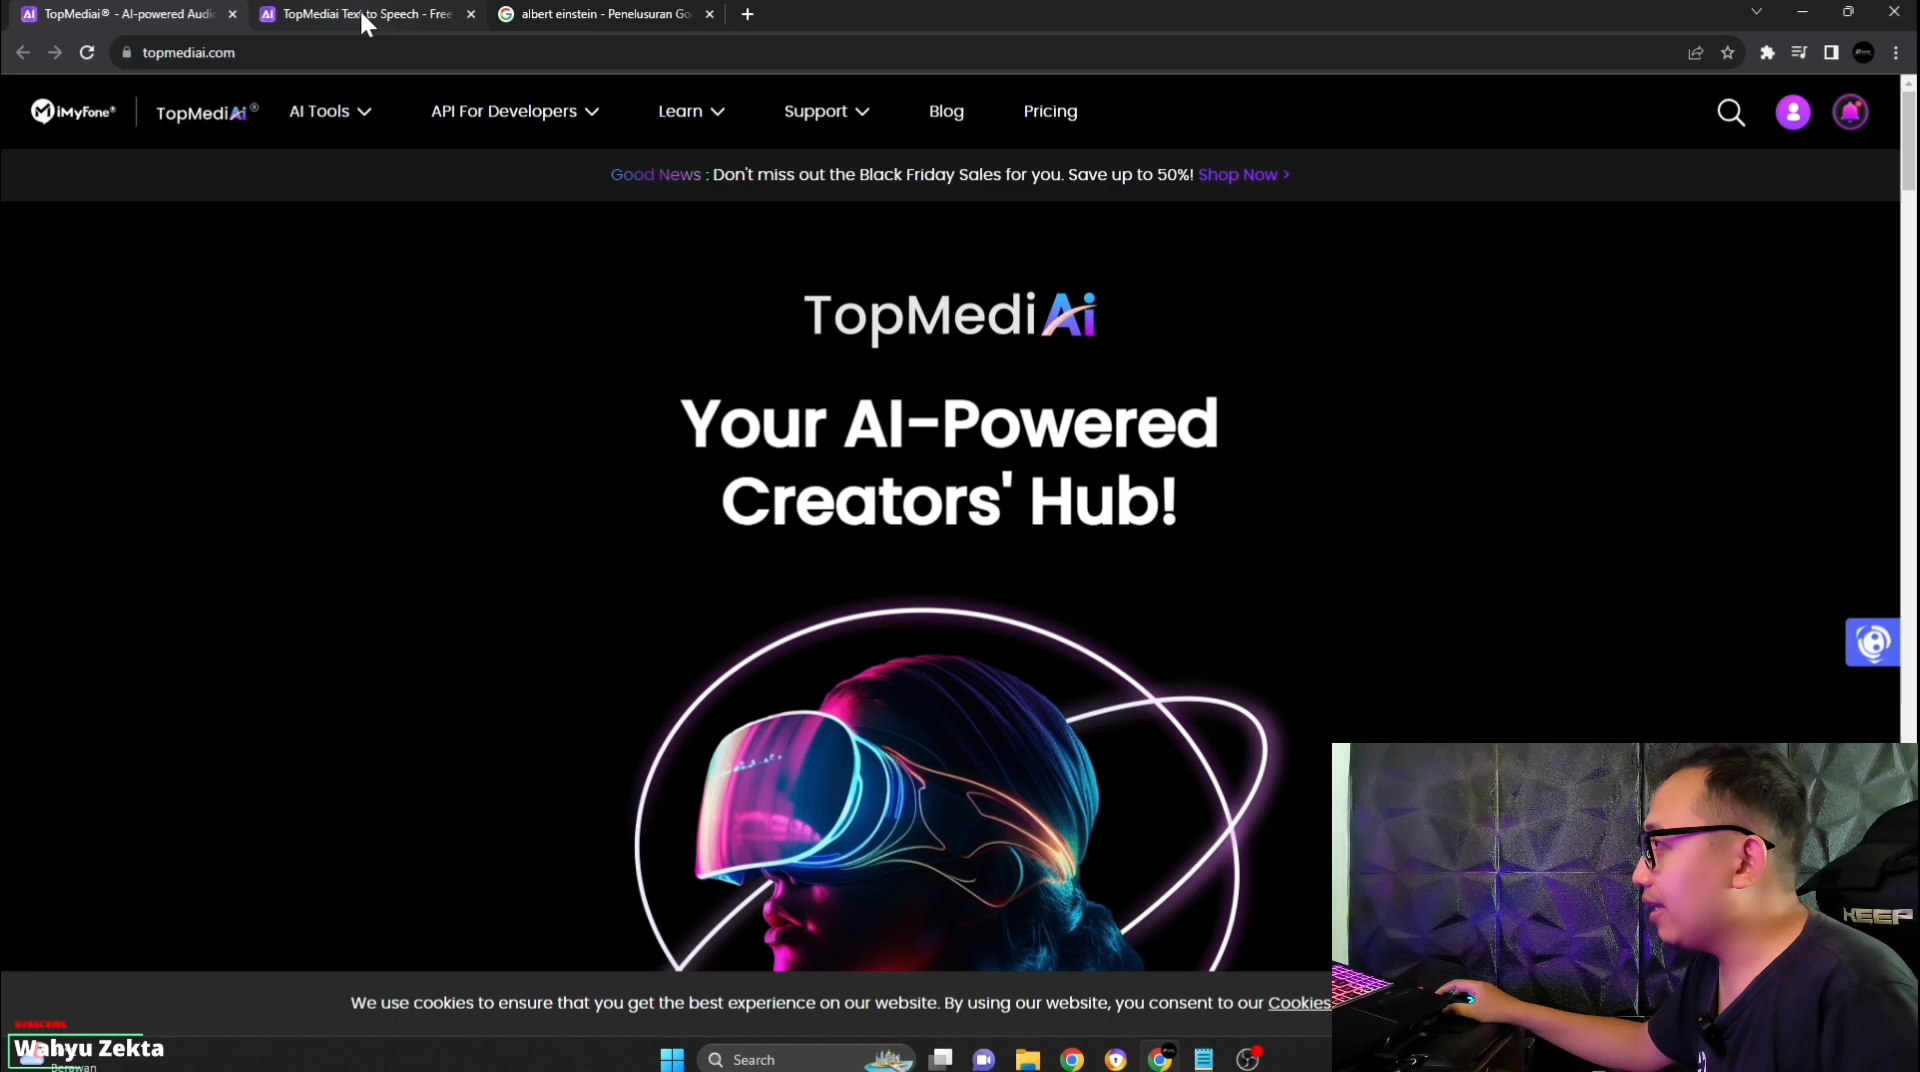 TopMediai® - AI-powered Audio
TopMediai Text to Speech - Free
albert einstein - Penelusuran Go
topmediai.com
iMyFone®
TopMediAi®
AI Tools
API For Developers
Learn
Support
Blog
Pricing
Good News : Don't miss out the Black Friday Sales for you. Save up to 50%! Shop Now >
TopMediAi
Your AI-Powered
Creators' Hub!
KEEP
We use cookies to ensure that you get the best experience on our website. By using our website, you consent to our Cookies
SUBSCRIBE
Wahyu Zekta
Berawan
Search